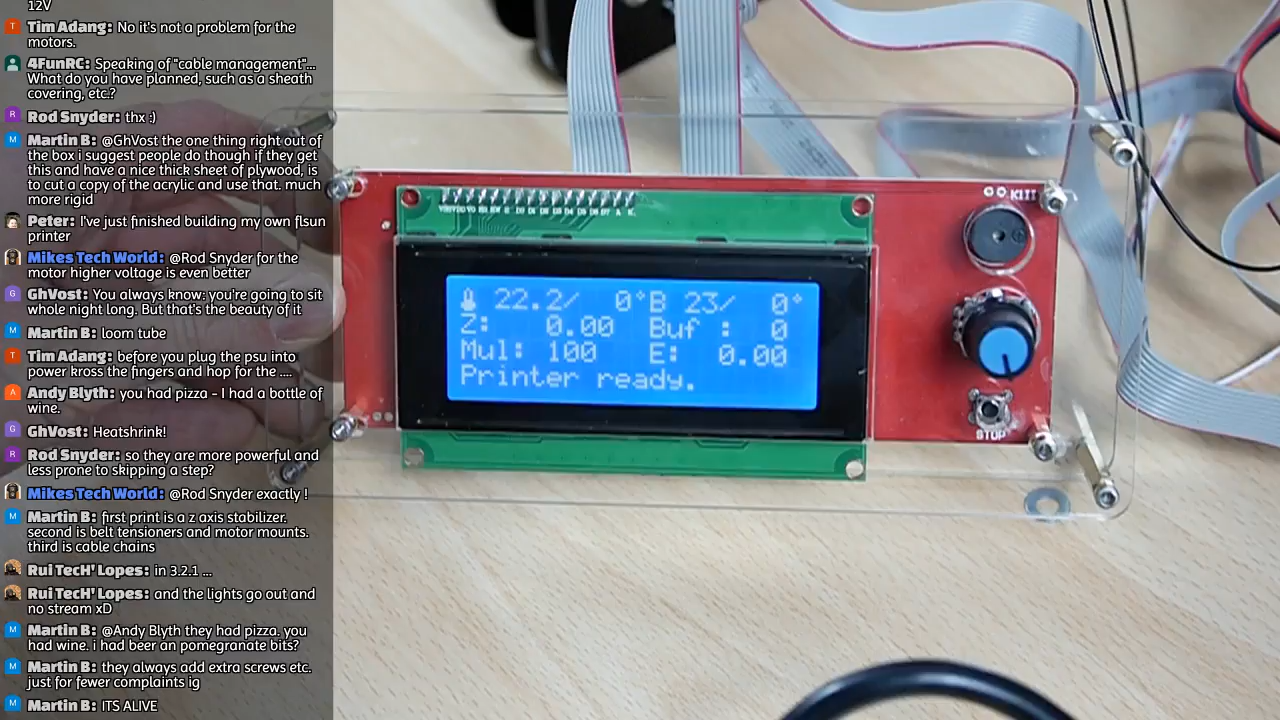 12V
Tim Adang: No it's not a problem for the
motors.
4FunRC: Speaking of "cable management"...
What do you have planned, such as a sheath
covering, etc.?
Rod Snyder: thx :)
Martin B: @GhVost the one thing right out of
the box i suggest people do though if they get
this and have a nice thick sheet of plywood, is
to cut a copy of the acrylic and use that. much
more rigid
Peter: I've just finished building my own flsun
printer
Mikes Tech World: @Rod Snyder for the
motor higher voltage is even better
GhVost: You always know: you're going to sit
whole night long. But that's the beauty of it
Martin B: loom tube
Tim Adang: before you plug the psu into
power kross the fingers and hop for the ....
Andy Blyth: you had pizza - I had a bottle of
wine.
GhVost: Heatshrink!
Rod Snyder: so they are more powerful and
less prone to skipping a step?
Mikes Tech World: @Rod Snyder exactly !
Martin B: first print is a z axis stabilizer.
second is belt tensioners and motor mounts.
third is cable chains
Rui TecH' Lopes: in 3.2.1 ...
Rui TecH' Lopes: and the lights go out and
no stream xD
Martin B: @Andy Blyth they had pizza. you
had wine. i had beer an pomegranate bits?
Martin B: they always add extra screws etc.
just for fewer complaints ig
Martin B: ITS ALIVE
22.2/ 0° B 23/ 0°
Z: 0.00 Buf : 0
Mul: 100 E: 0.00
Printer ready.
STOP